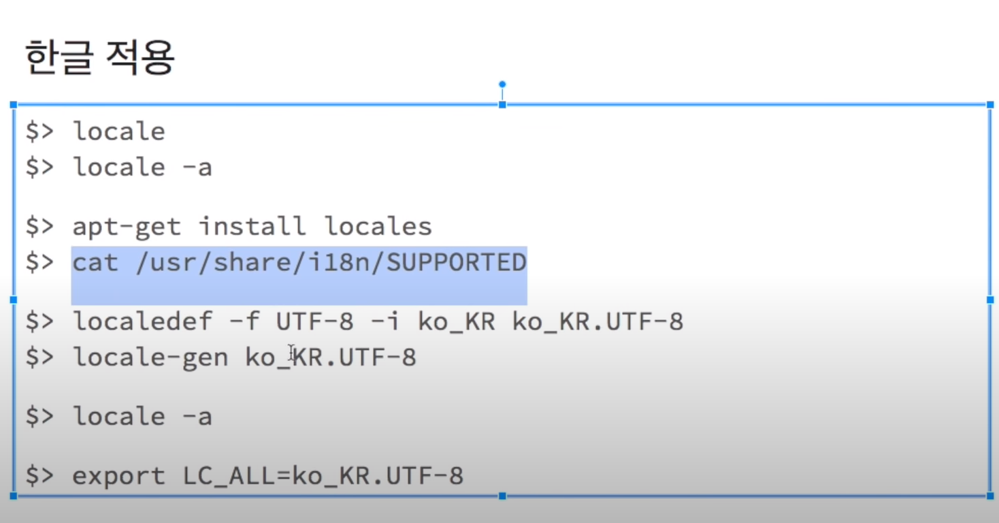 한글 적용
$> locale
$> locale -a
$> apt-get install locales
$> cat /usr/share/i18n/SUPPORTED
$> localedef -f UTF-8 -i ko_KR ko_KR.UTF-8
$> locale-gen ko_KR.UTF-8
$> locale -a
$> export LC_ALL=ko_KR.UTF-8